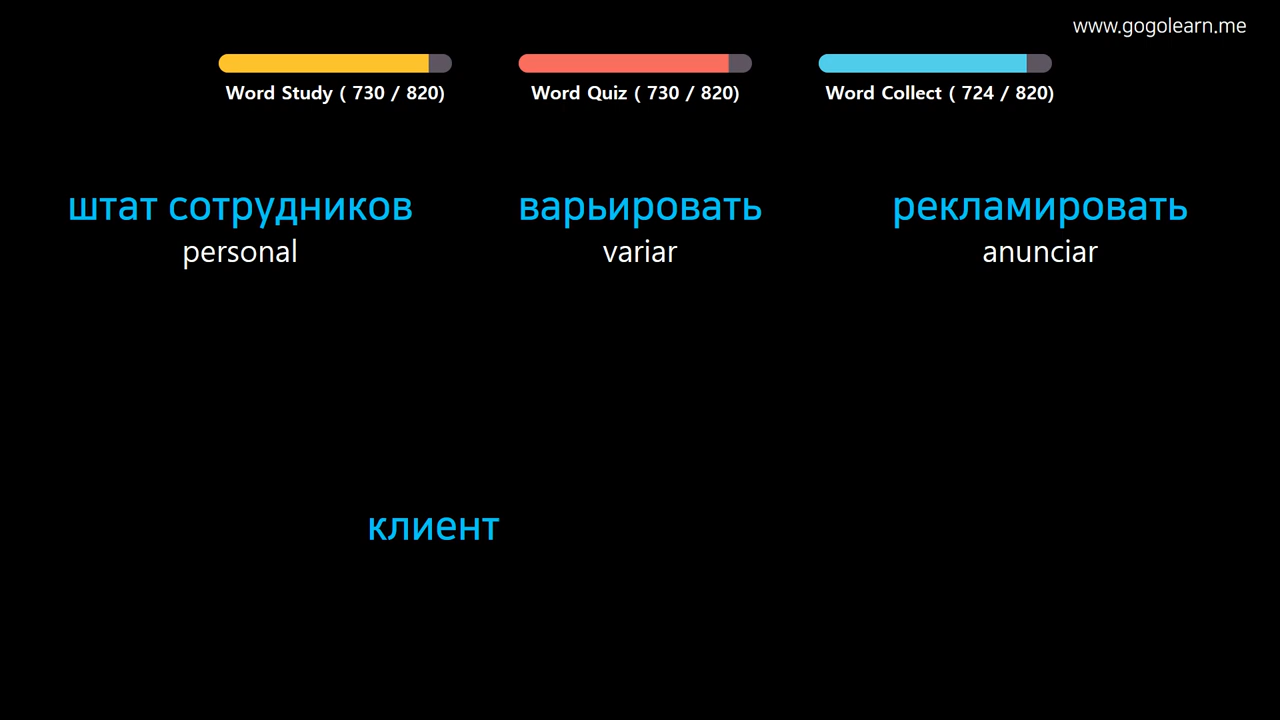 www.gogolearn.me
Word Study ( 730 / 820)
Word Quiz ( 730 / 820)
Word Collect ( 724 / 820)
штат сотрудников
personal
варьировать
variar
рекламировать
anunciar
клиент